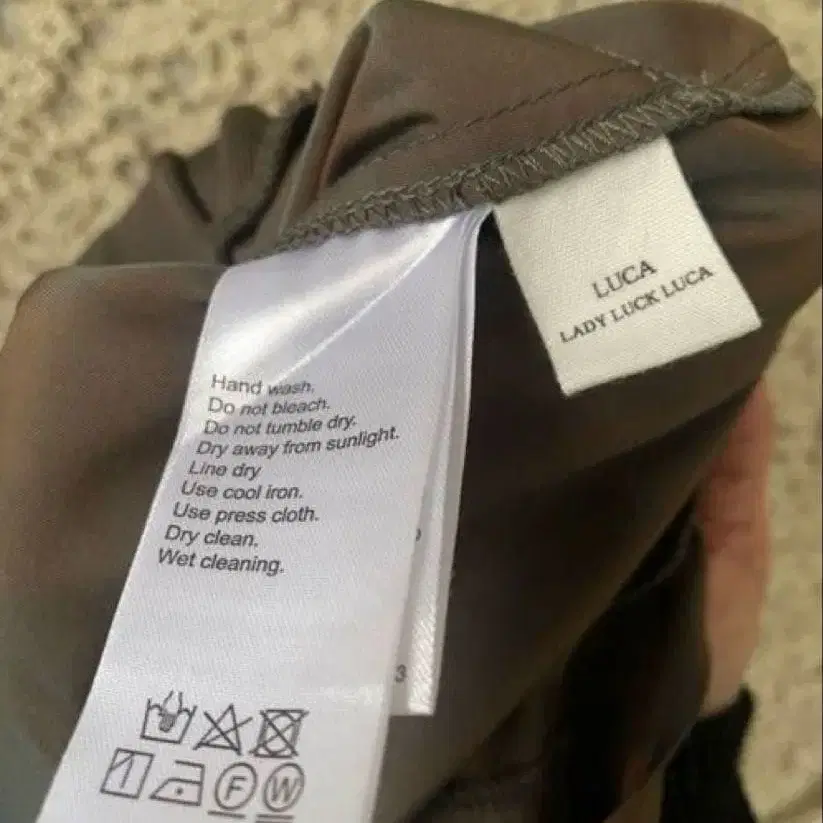 LUCA
LADY LUCK LUCA
Hand wash.
Do not bleach.
Do not tumble dry.
Dry away from sunlight.
Line dry
Use cool iron.
Use press cloth.
Dry clean.
Wet cleaning.
3
F W